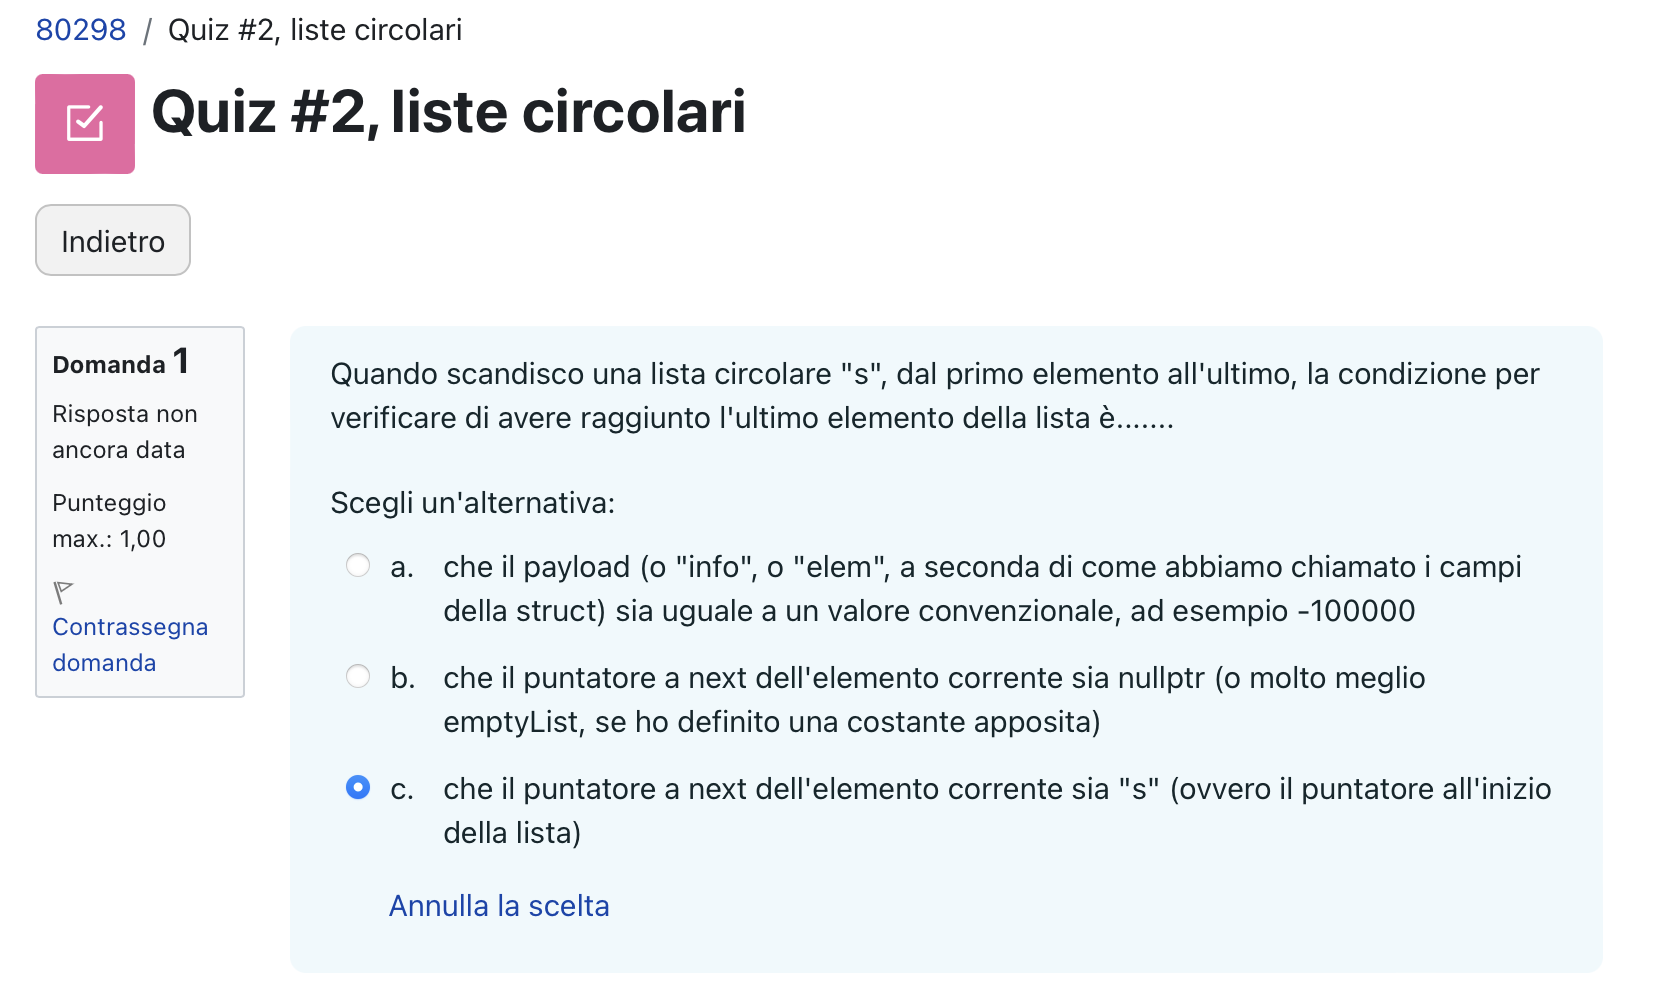 80298 / Quiz #2, liste circolari
Quiz #2, liste circolari
Indietro
Domanda 1
Risposta non
ancora data
Punteggio
max.: 1,00
Contrassegna
domanda
Quando scandisco una lista circolare "s", dal primo elemento all'ultimo, la condizione per
verificare di avere raggiunto l'ultimo elemento della lista è.......
Scegli un'alternativa:
a. che il payload (o "info", o "elem", a seconda di come abbiamo chiamato i campi
della struct) sia uguale a un valore convenzionale, ad esempio -100000
b. che il puntatore a next dell'elemento corrente sia nullptr (o molto meglio
emptyList, se ho definito una costante apposita)
c. che il puntatore a next dell'elemento corrente sia "s" (ovvero il puntatore all'inizio
della lista)
Annulla la scelta